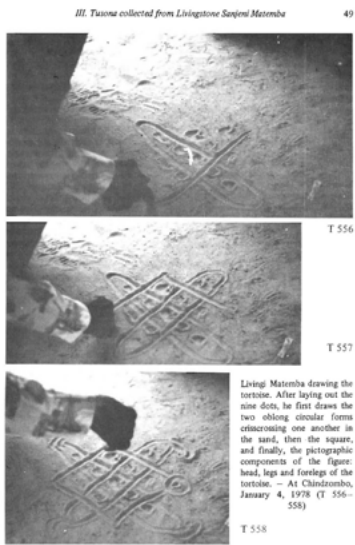 III. Tusona collected from Livingstone Sanjeni Matemba 49
T 556
T 557
Livingi Matemba drawing the
tortoise. After laying out the
nine dots, he first draws the
two oblong circular forms
crisscrossing one another in
the sand, then the square,
and finally, the pictographic
components of the figure:
head, legs and forelegs of the
tortoise. — At Chindzombo,
January 4, 1978 (T 556–
558)
T 558